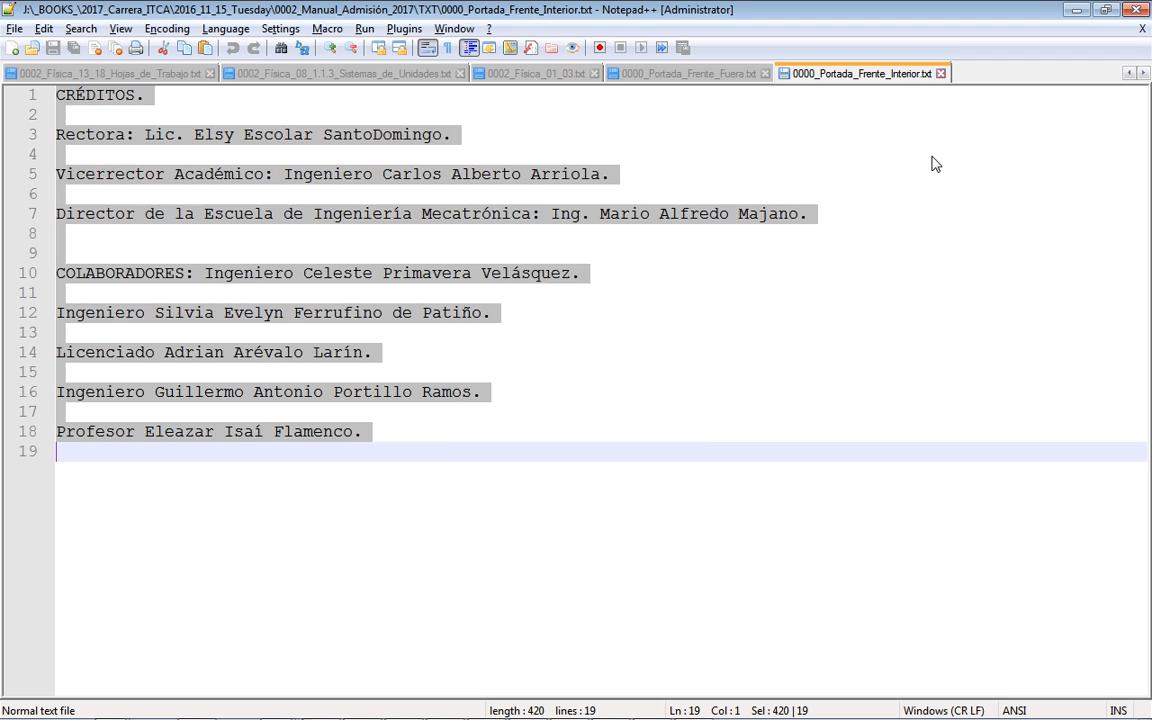 J:\_BOOKS_\2017_Carrera_ITCA\2016_11_15_Tuesday\0002_Manual_Admisión_2017\TXT\0000_Portada_Frente_Interior.txt - Notepad++ [Administrator]
File Edit Search View Encoding Language Settings Macro Run Plugins Window ? X
0002_Física_13_18_Hojas_de_Trabajo.txt 0002_Física_08_1.1.3_Sistemas_de_Unidades.txt 0002_Física_01_03.txt 0000_Portada_Frente_Fuera.txt 0000_Portada_Frente_Interior.txt
1 CRÉDITOS.
2
3 Rectora: Lic. Elsy Escolar SantoDomingo.
4
5 Vicerrector Académico: Ingeniero Carlos Alberto Arriola.
6
7 Director de la Escuela de Ingeniería Mecatrónica: Ing. Mario Alfredo Majano.
8
9
10 COLABORADORES: Ingeniero Celeste Primavera Velásquez.
11
12 Ingeniero Silvia Evelyn Ferrufino de Patiño.
13
14 Licenciado Adrian Arévalo Larín.
15
16 Ingeniero Guillermo Antonio Portillo Ramos.
17
18 Profesor Eleazar Isaí Flamenco.
19
Normal text file length : 420 lines : 19 Ln : 19 Col : 1 Sel : 420 | 19 Windows (CR LF) ANSI INS